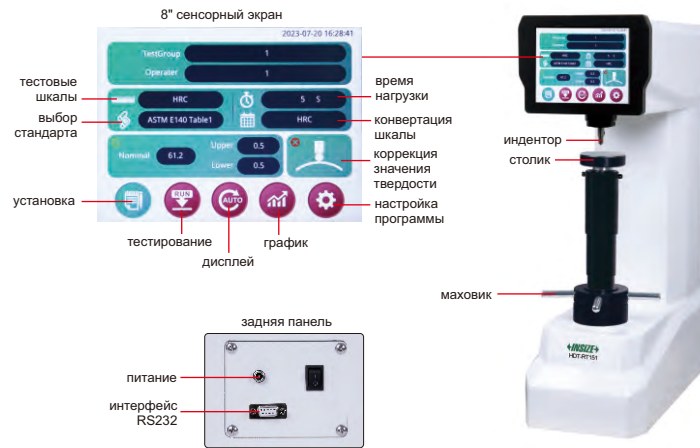 8" сенсорный экран
2023-07-20 16:28:41
TestGroup 1
Operater 1
тестовые
шкалы
HRC
5 5
время
нагрузки
выбор
стандарта
ASTM E140 Table1
HRC
конвертация
шкалы
Nominal 61.2
Upper 0.5
Lower 0.5
коррекция
значения
твердости
установка
RUN
AUTO
настройка
программы
тестирование
график
дисплей
индентор
столик
маховик
INSIZE
HDT-RT151
задняя панель
питание
интерфейс
RS232